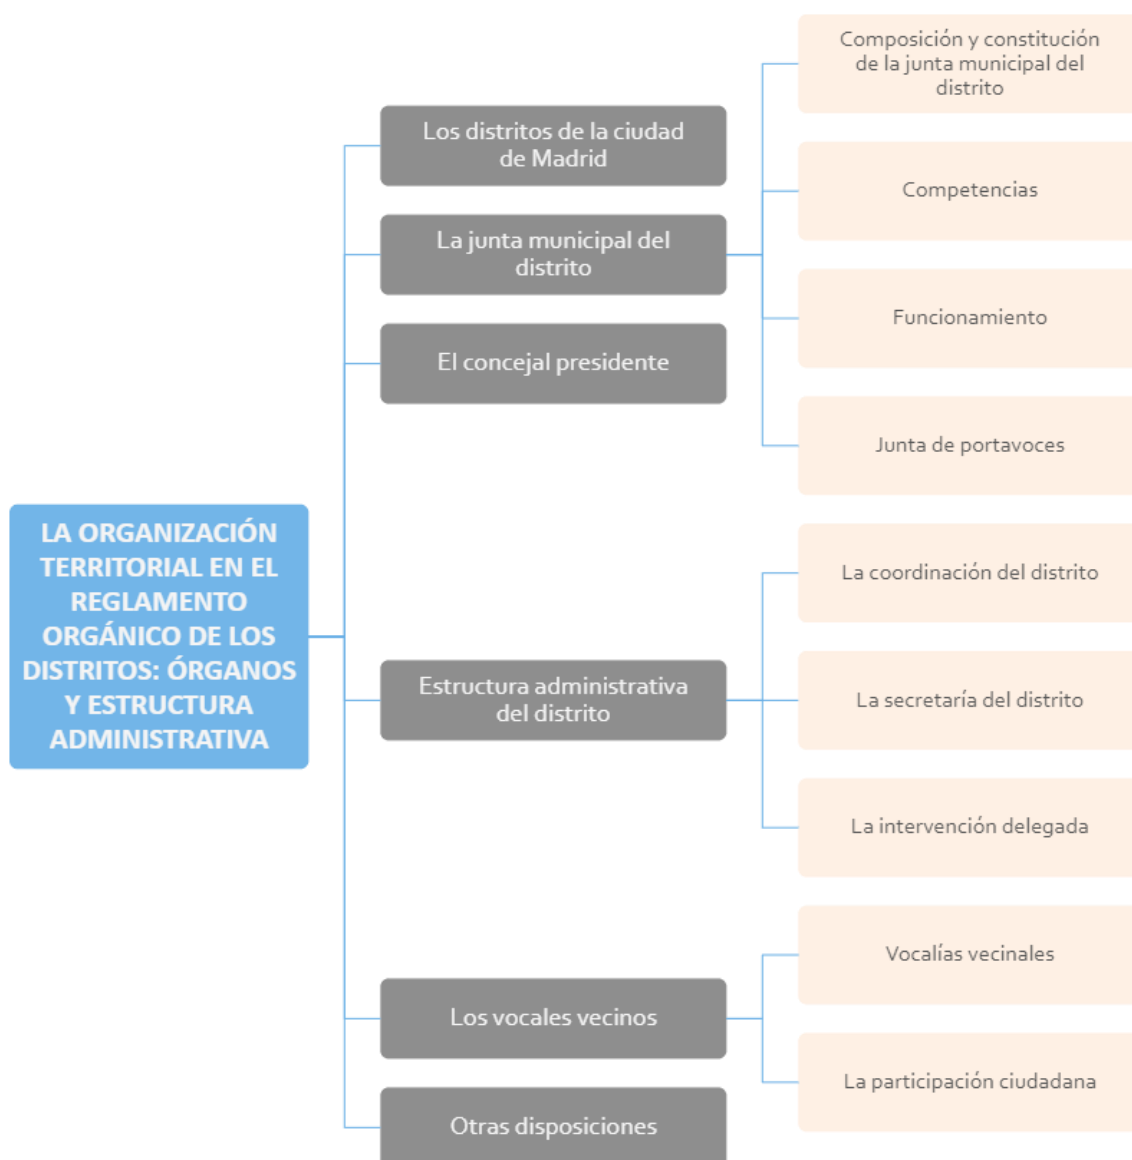 LA ORGANIZACIÓN
TERRITORIAL EN EL
REGLAMENTO
ORGÁNICO DE LOS
DISTRITOS: ÓRGANOS
Y ESTRUCTURA
ADMINISTRATIVA
Los distritos de la ciudad
de Madrid
La junta municipal del
distrito
Composición y constitución
de la junta municipal del
distrito
Competencias
Funcionamiento
Junta de portavoces
El concejal presidente
Estructura administrativa
del distrito
La coordinación del distrito
La secretaría del distrito
La intervención delegada
Los vocales vecinos
Vocalías vecinales
La participación ciudadana
Otras disposiciones